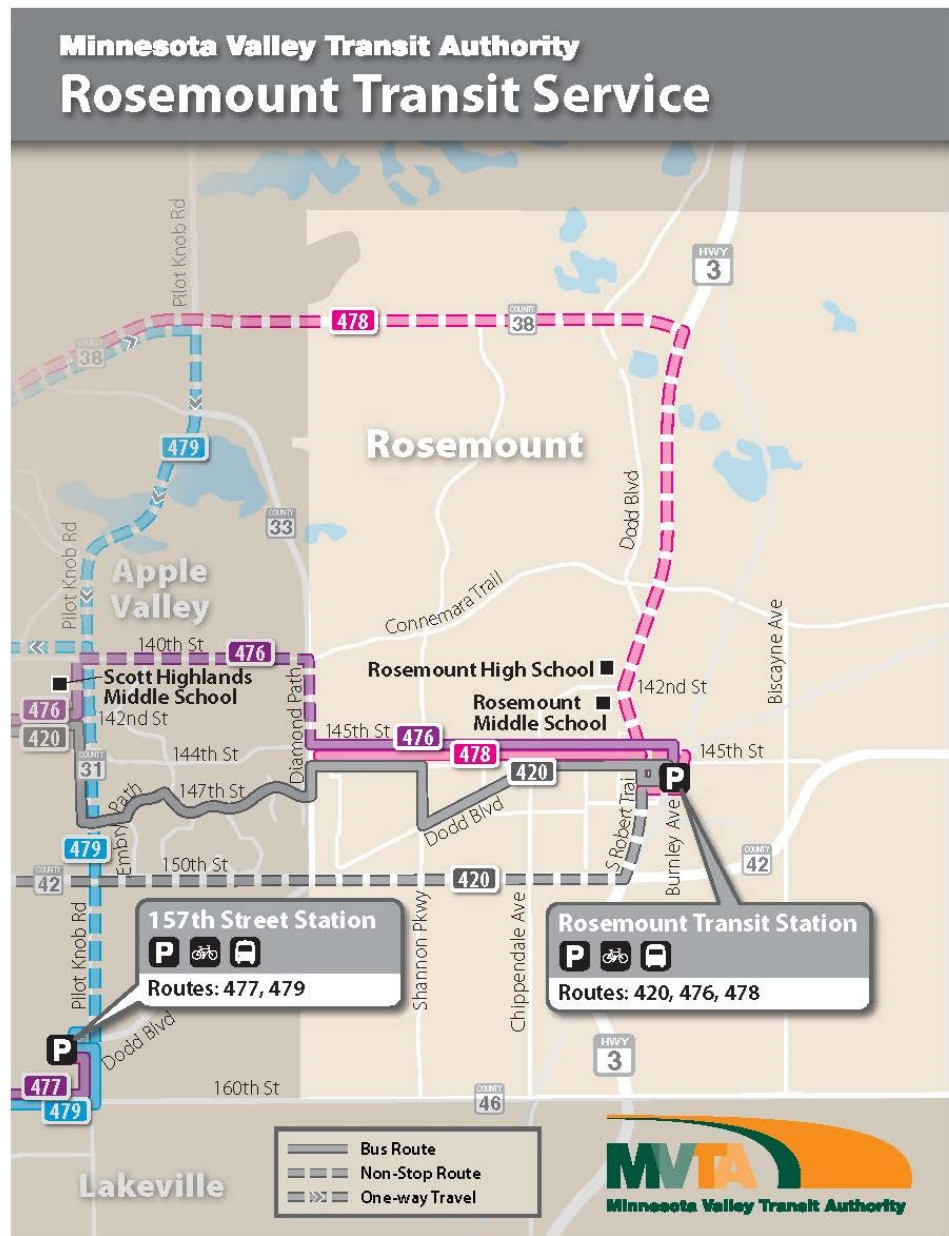 Minnesota Valley Transit Authority
Rosemount Transit Service
Pilot Knob Rd
HWY
3
478
COUNTY
38
COUNTY
38
479
Rosemount
Dodd Blvd
COUNTY
33
Pilot Knob Rd
Apple
Valley
Connemara Trail
Biscayne Ave
140th St
476
Scott Highlands
Middle School
Rosemount High School
142nd St
Rosemount
Middle School
476
142nd St
420
Diamond Path
145th St
476
478
145th St
144th St
COUNTY
31
420
P
147th St
Dodd Blvd
S Robert Trail
Burnley Ave
Embry Path
479
150th St
COUNTY
42
420
COUNTY
42
157th Street Station
P
Routes: 477, 479
Rosemount Transit Station
P
Routes: 420, 476, 478
Pilot Knob Rd
Shannon Pkwy
Chippendale Ave
P
Dodd Blvd
HWY
3
477
479
160th St
COUNTY
46
Bus Route
Non-Stop Route
One-way Travel
Lakeville
MVTA
Minnesota Valley Transit Authority